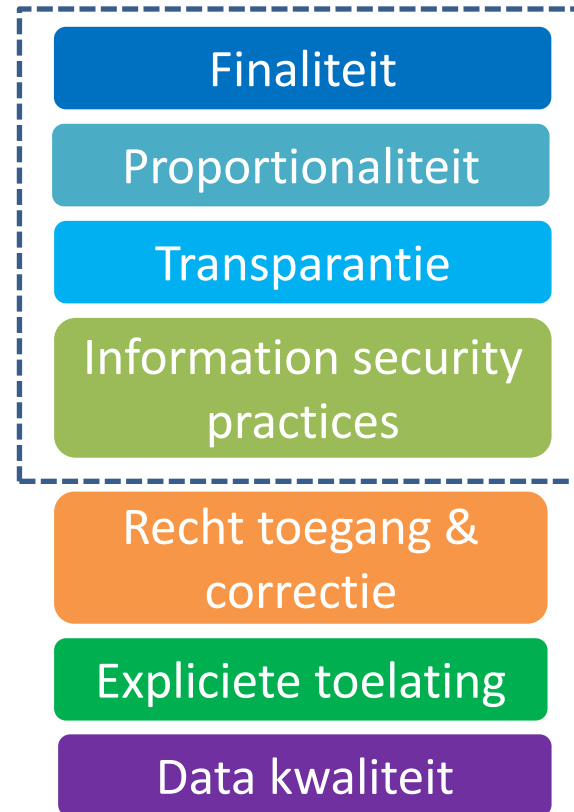 Finaliteit
Proportionaliteit
Transparantie
Information security
practices
Recht toegang &
correctie
Expliciete toelating
Data kwaliteit